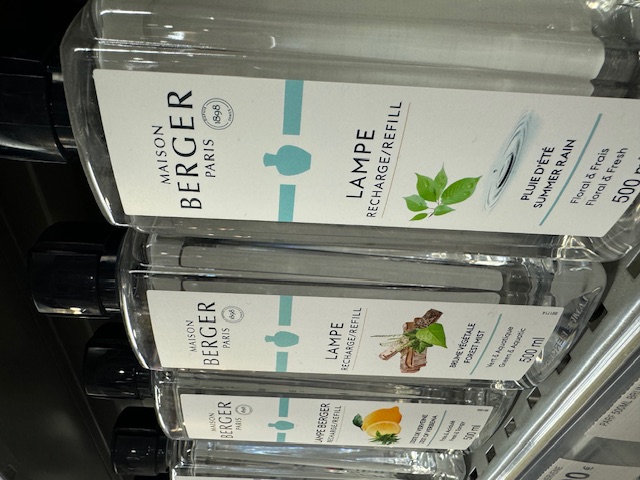 MAISON
BERGER
PARIS
1898
LAMPE
RECHARGE/REFILL
PLUIE D'ÉTÉ
SUMMER RAIN
Floral & Frais
Floral & Fresh
500
MAISON
BERGER
PARIS
LAMPE
RECHARGE/REFILL
BRUME VÉGÉTALE
FOREST MIST
Vert & Aquatique
Green & Aquatic
500 ml
MAISON
BERGER
PARIS
LAMPE BERGER
RECHARGE/REFILL
500 ml